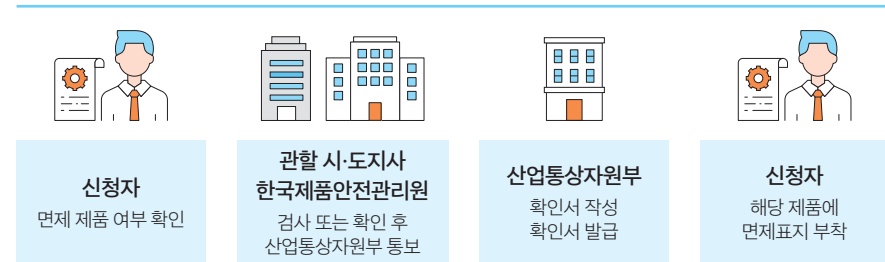 신청자
면제 제품 여부 확인
관할 시·도지사
한국제품안전관리원
검사 또는 확인 후
산업통상자원부 통보
산업통상자원부
확인서 작성
확인서 발급
신청자
해당 제품에
면제표지 부착